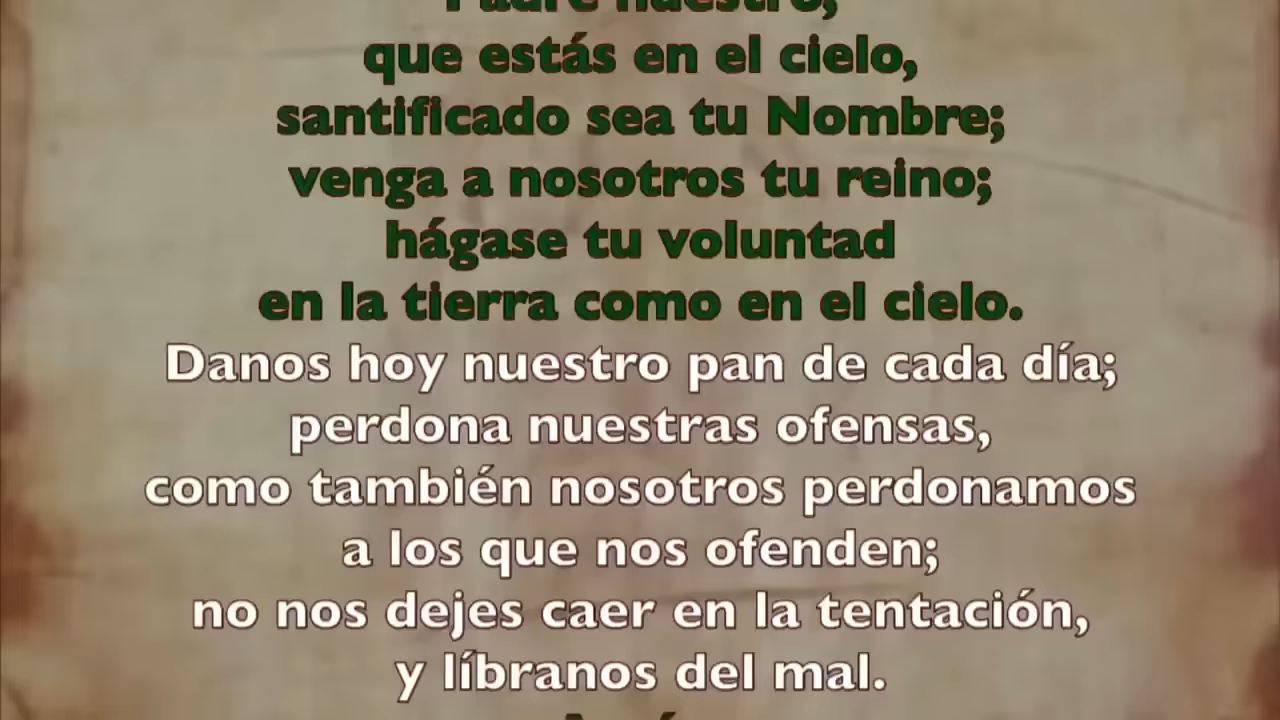 Padre nuestro,
que estás en el cielo,
santificado sea tu Nombre;
venga a nosotros tu reino;
hágase tu voluntad
en la tierra como en el cielo.
Danos hoy nuestro pan de cada día;
perdona nuestras ofensas,
como también nosotros perdonamos
a los que nos ofenden;
no nos dejes caer en la tentación,
y líbranos del mal.